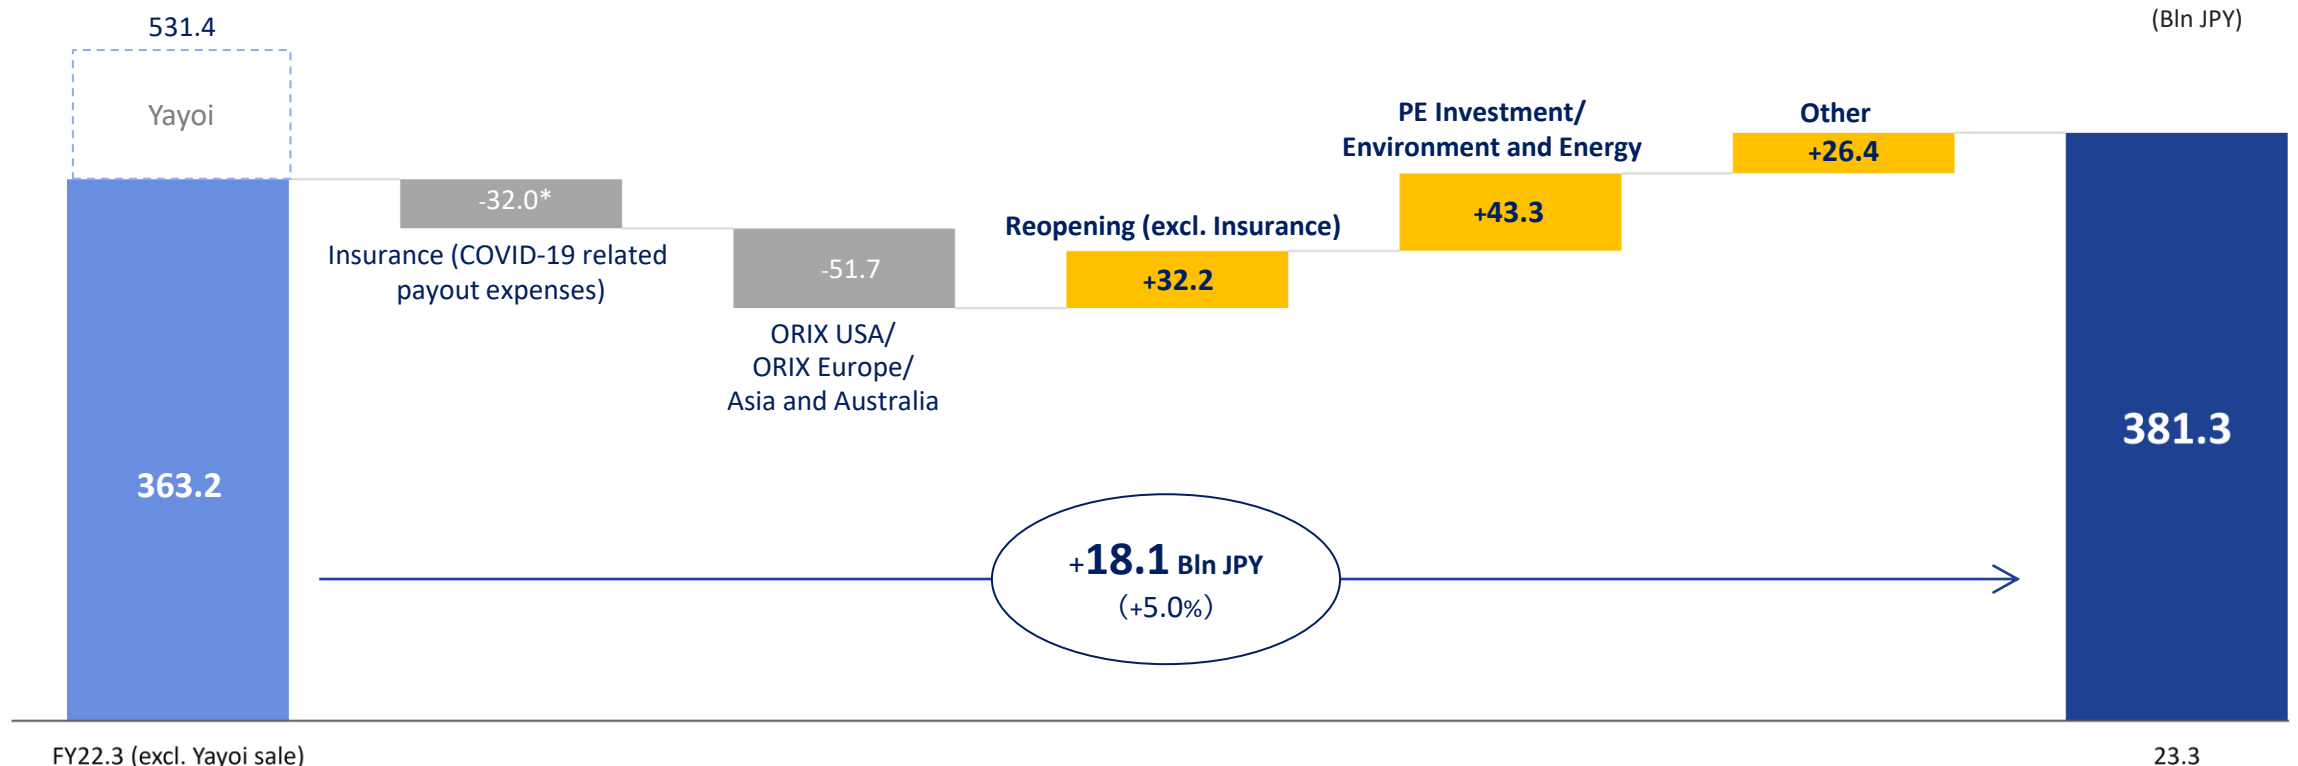 (Bln JPY)
531.4
Yayoi
363.2
-32.0*
Insurance (COVID-19 related
payout expenses)
-51.7
ORIX USA/
ORIX Europe/
Asia and Australia
Reopening (excl. Insurance)
+32.2
PE Investment/
Environment and Energy
+43.3
Other
+26.4
381.3
+18.1 Bln JPY
(+5.0%)
FY22.3 (excl. Yayoi sale)
23.3